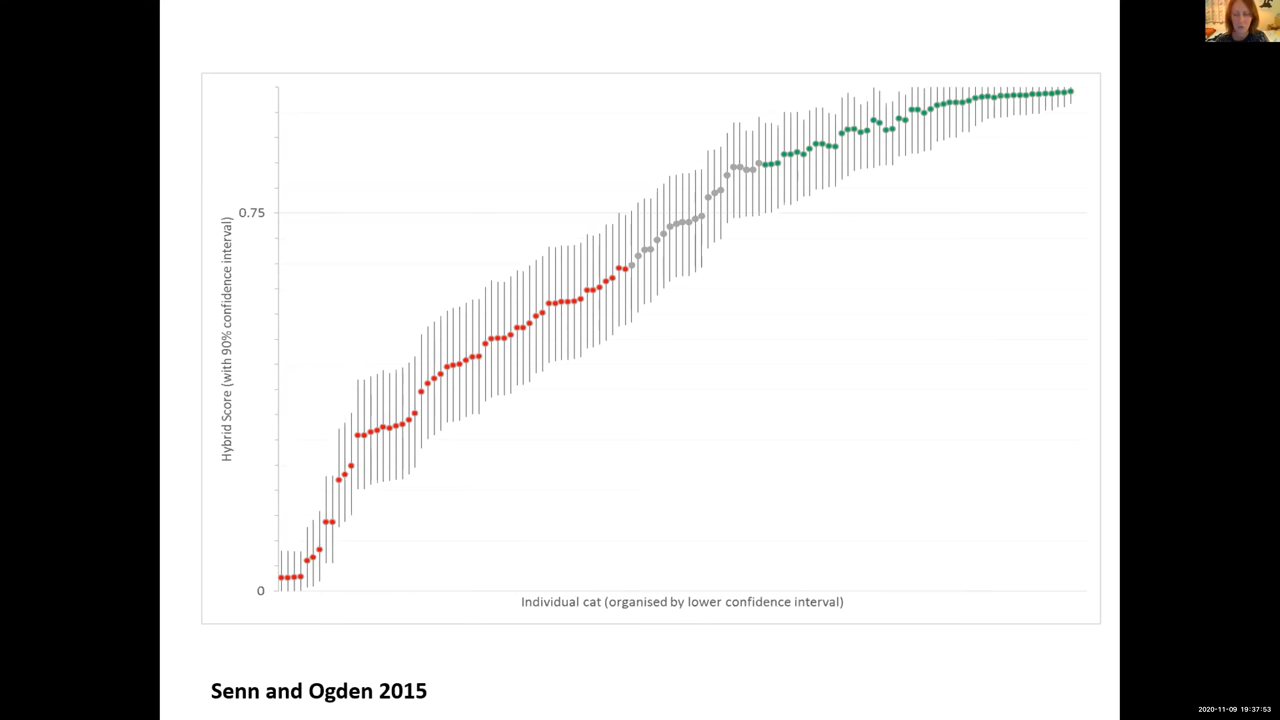 0.75
Hybrid Score (with 90% confidence interval)
0
Individual cat (organised by lower confidence interval)
Senn and Ogden 2015
2020-11-09 19:37:53